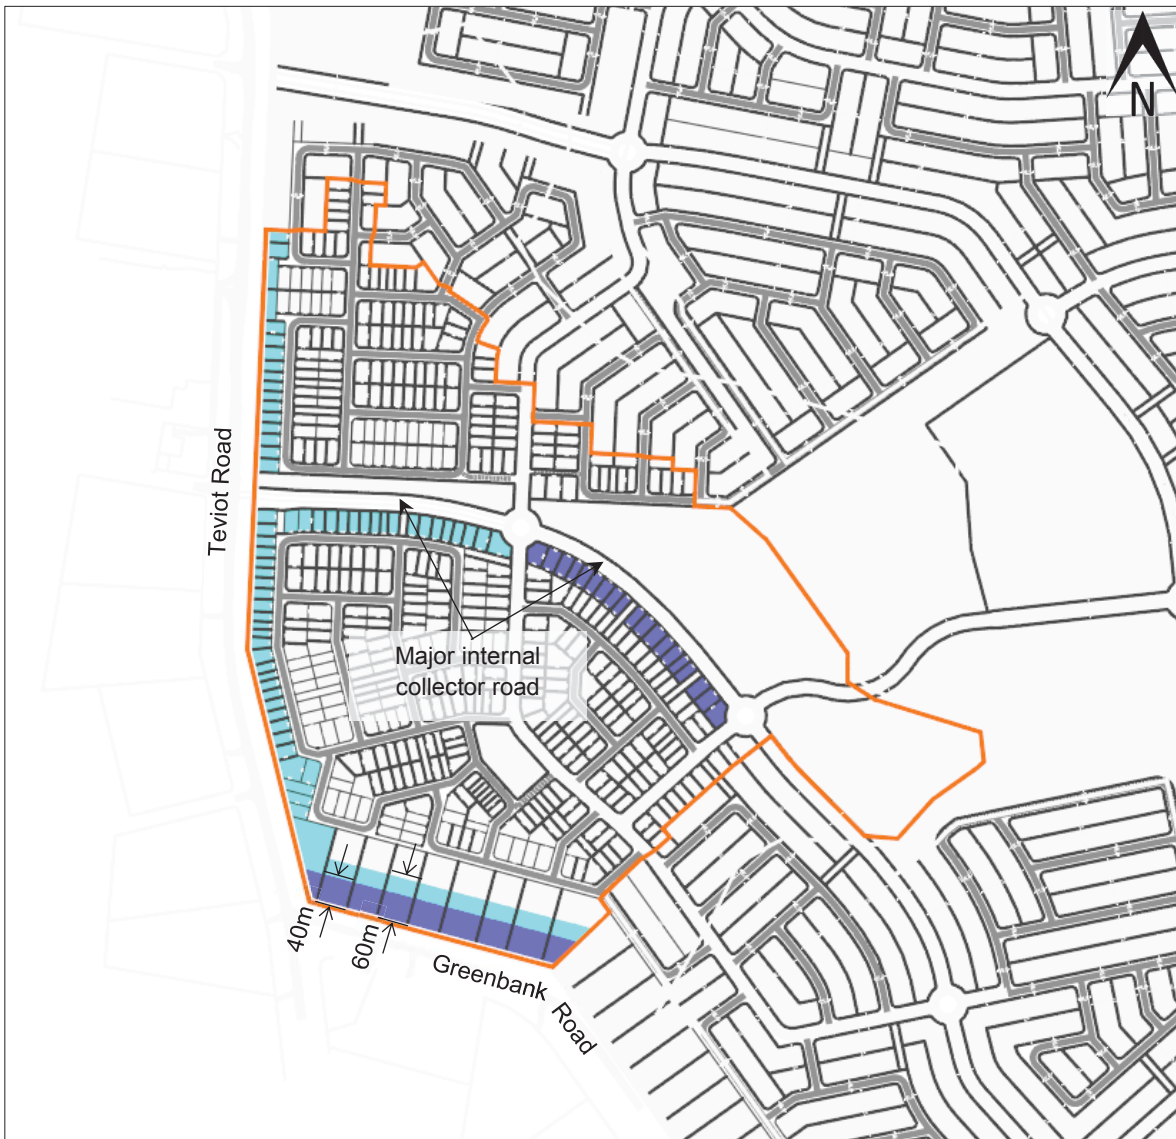 N
Teviot Road
Major internal
collector road
40m
60m
Greenbank Road